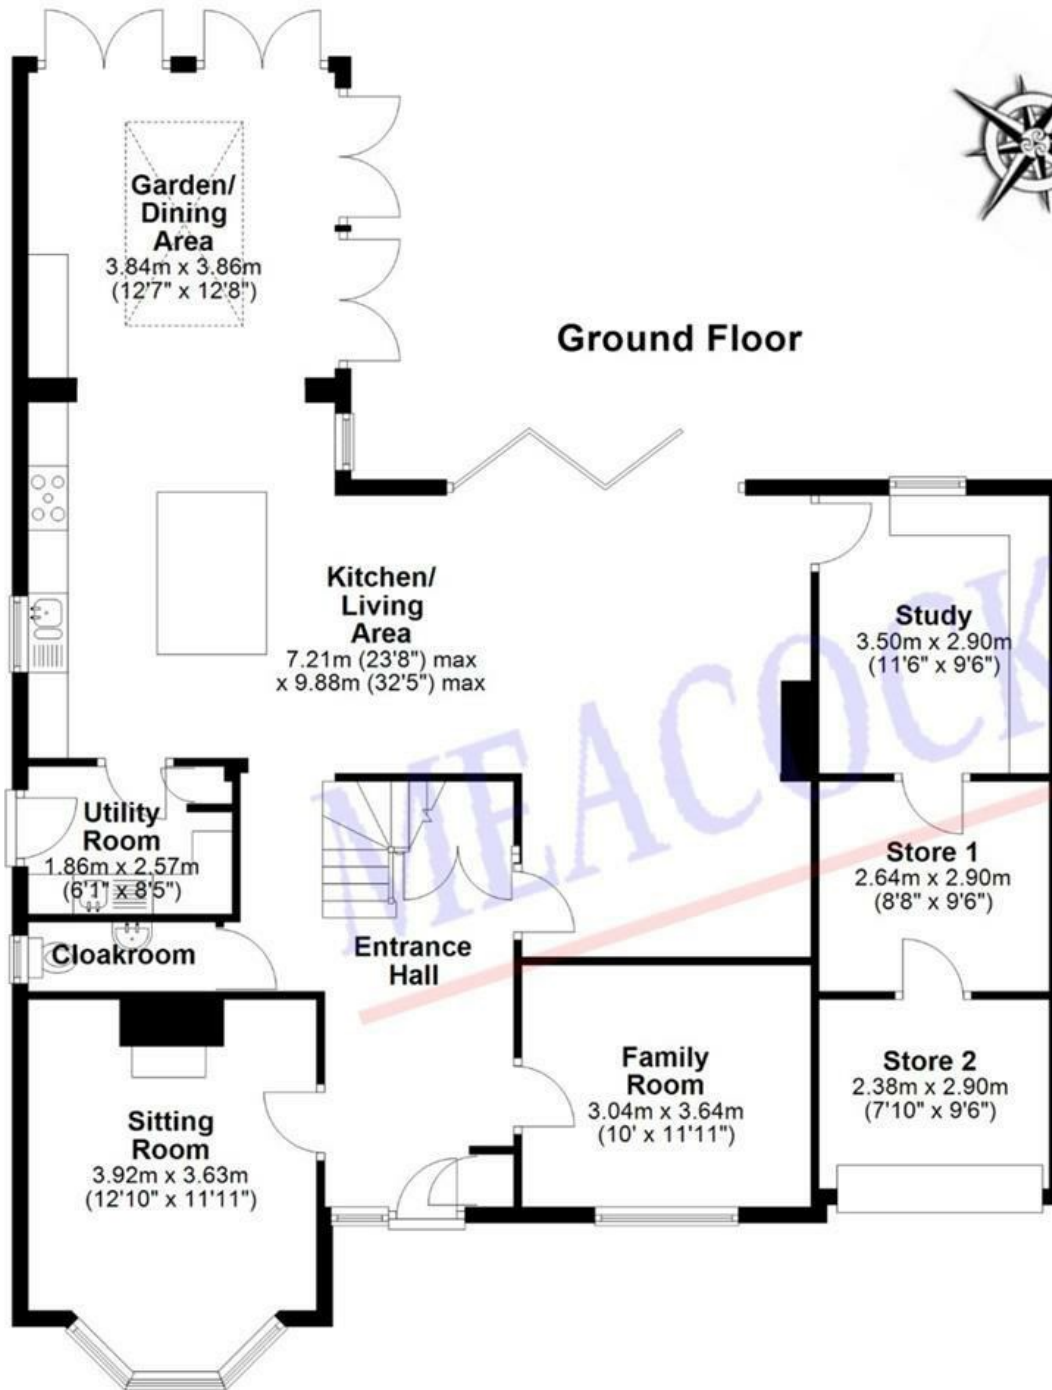 Garden/
Dining
Area
3.84m x 3.86m
(12'7" x 12'8")
Ground Floor
Kitchen/
Living
Area
7.21m (23'8") max
x 9.88m (32'5") max
Study
3.50m x 2.90m
(11'6" x 9'6")
Utility
Room
1.86m x 2.57m
(6'1" x 8'5")
Store 1
2.64m x 2.90m
(8'8" x 9'6")
Cloakroom
Entrance
Hall
Family
Room
3.04m x 3.64m
(10' x 11'11")
Store 2
2.38m x 2.90m
(7'10" x 9'6")
Sitting
Room
3.92m x 3.63m
(12'10" x 11'11")
MEACOCK